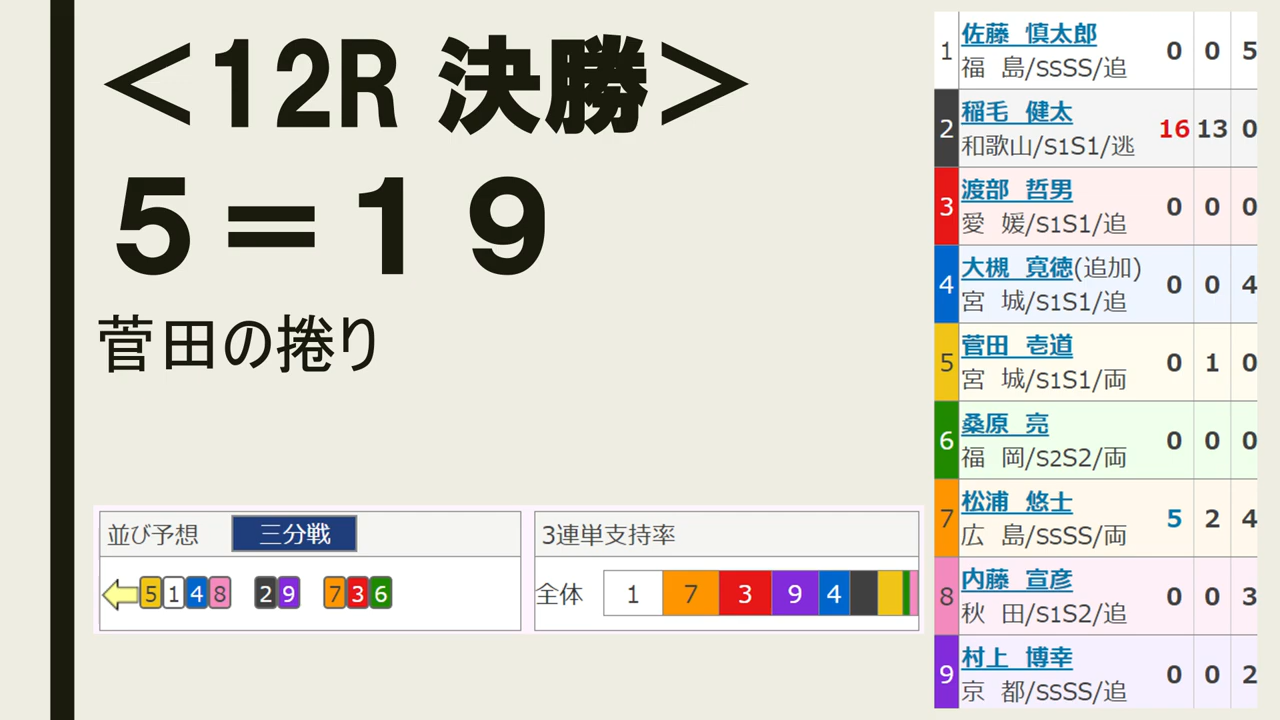 ＜12R 決勝＞
５＝１９
菅田の捲り
並び予想 三分戦
5 1 4 8 2 9 7 3 6
3連単支持率
全体 1 7 3 9 4
1 佐藤 慎太郎 0 0 5
福 島/SSSS/追
2 稲毛 健太 16 13 0
和歌山/S1S1/逃
3 渡部 哲男 0 0 0
愛 媛/S1S1/追
4 大槻 寛徳(追加) 0 0 4
宮 城/S1S1/追
5 菅田 壱道 0 1 0
宮 城/S1S1/両
6 桑原 亮 0 0 0
福 岡/S2S2/両
7 松浦 悠士 5 2 4
広 島/SSSS/両
8 内藤 宣彦 0 0 3
秋 田/S1S2/追
9 村上 博幸 0 0 2
京 都/SSSS/追